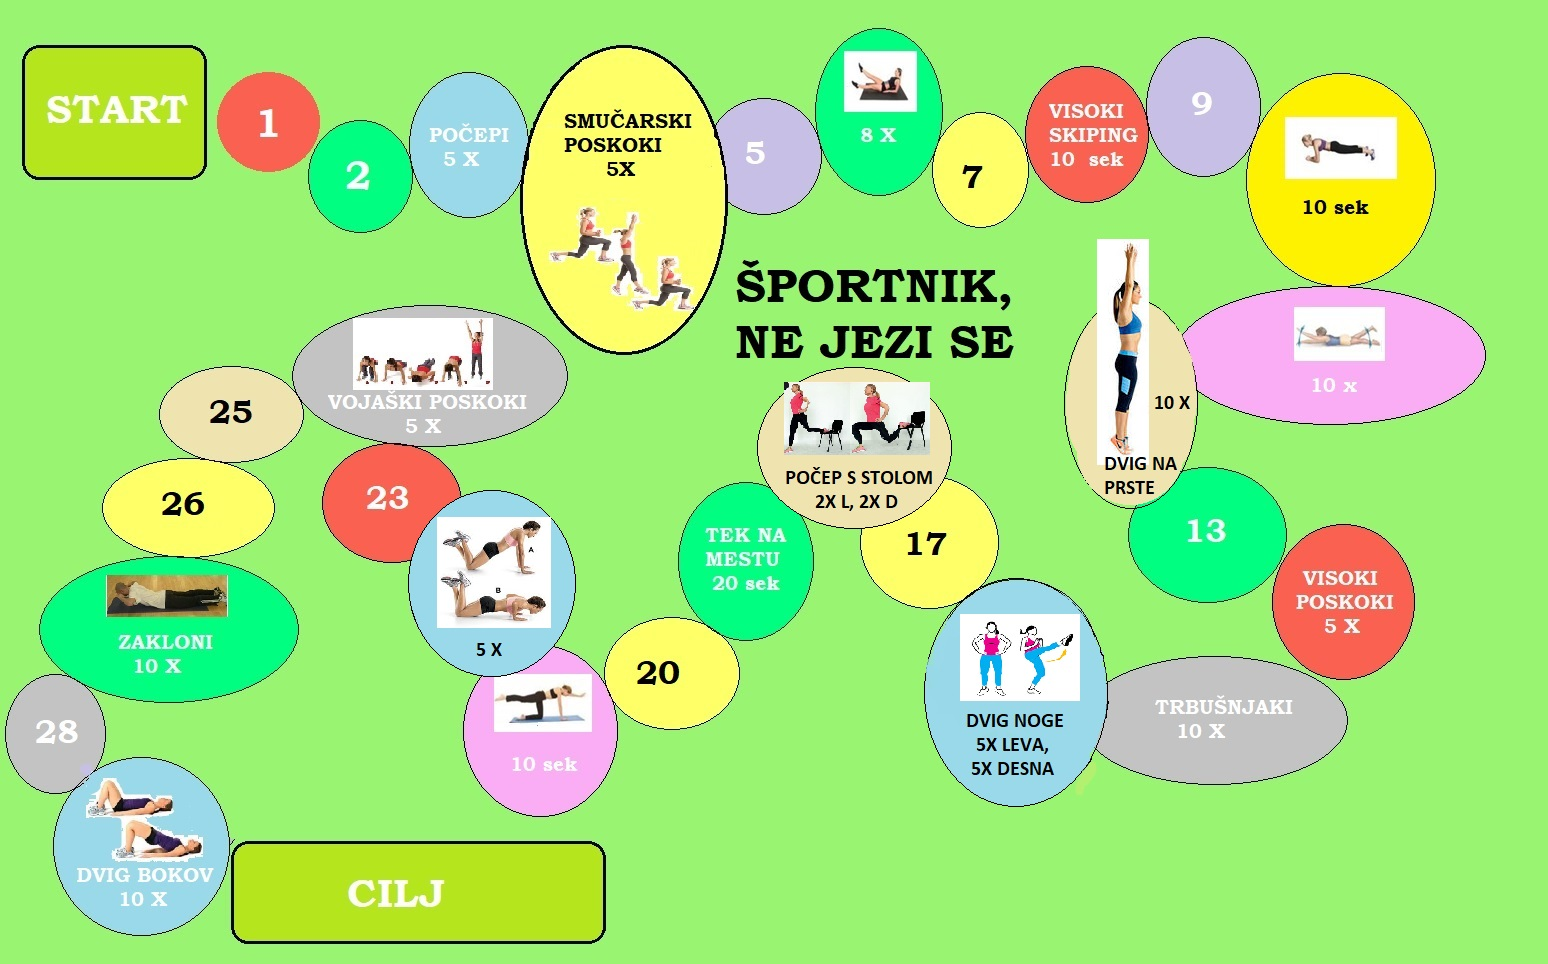 START
1
2
POČEPI
5 X
SMUČARSKI
POSKOKI
5X
5
8 X
7
VISOKI
SKIPING
10 sek
9
10 sek
10 x
10 X
DVIG NA
PRSTE
13
VISOKI
POSKOKI
5 X
TRBUŠNJAKI
10 X
DVIG NOGE
5X LEVA,
5X DESNA
17
POČEP S STOLOM
2X L, 2X D
TEK NA
MESTU
20 sek
20
10 sek
A
B
5 X
23
VOJAŠKI POSKOKI
5 X
25
26
ZAKLONI
10 X
28
DVIG BOKOV
10 X
CILJ
ŠPORTNIK,
NE JEZI SE